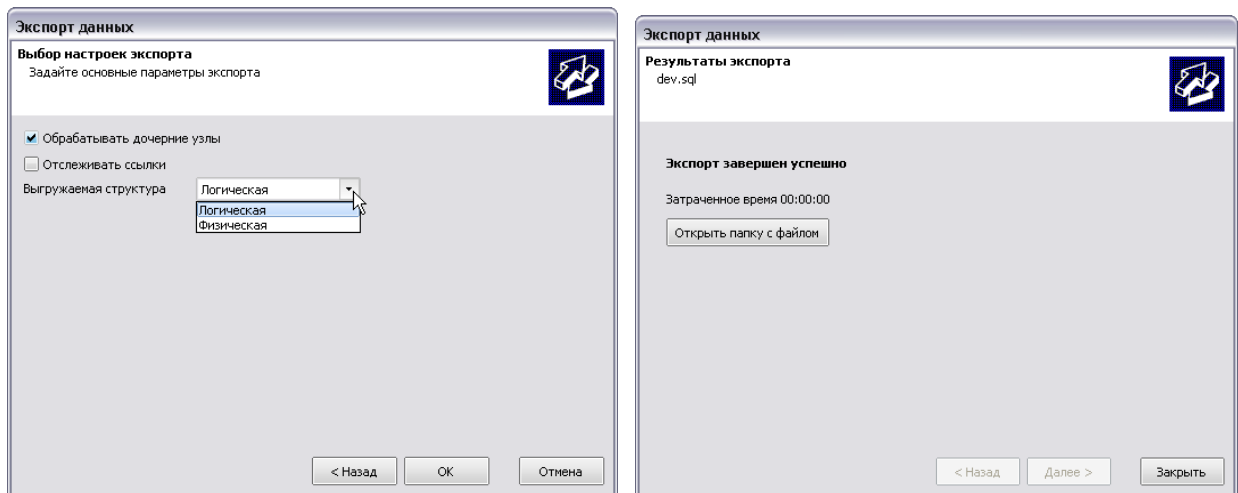 Экспорт данных
Выбор настроек экспорта
Задайте основные параметры экспорта
Обрабатывать дочерние узлы
Отслеживать ссылки
Выгружаемая структура Логическая
Логическая
Физическая
< Назад ОК Отмена
Экспорт данных
Результаты экспорта
dev.sql
Экспорт завершен успешно
Затраченное время 00:00:00
Открыть папку с файлом
< Назад Далее > Закрыть